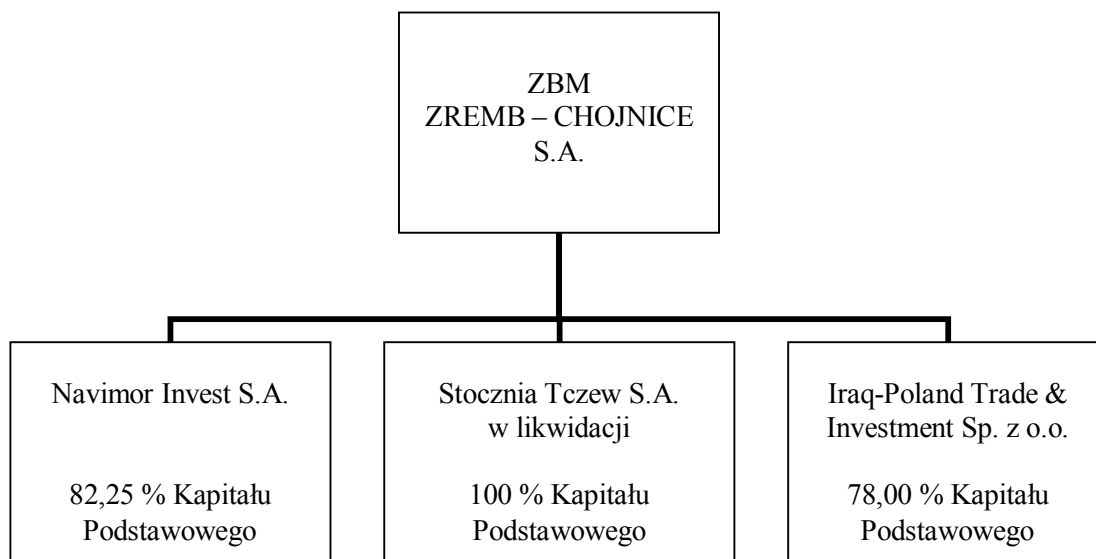 ZBM
ZREMB – CHOJNICE
S.A.
Navimor Invest S.A.
82,25 % Kapitału
Podstawowego
Stocznia Tczew S.A.
w likwidacji
100 % Kapitału
Podstawowego
Iraq-Poland Trade &
Investment Sp. z o.o.
78,00 % Kapitału
Podstawowego